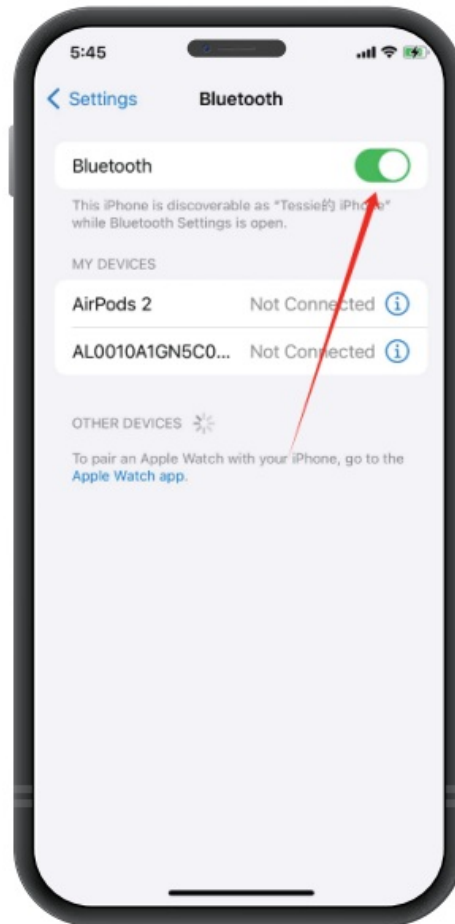 5:45
Settings
Bluetooth
Bluetooth
This iPhone is discoverable as "Tessie的 iPhone"
while Bluetooth Settings is open.
MY DEVICES
AirPods 2 Not Connected
AL0010A1GN5C0... Not Connected
OTHER DEVICES
To pair an Apple Watch with your iPhone, go to the
Apple Watch app.